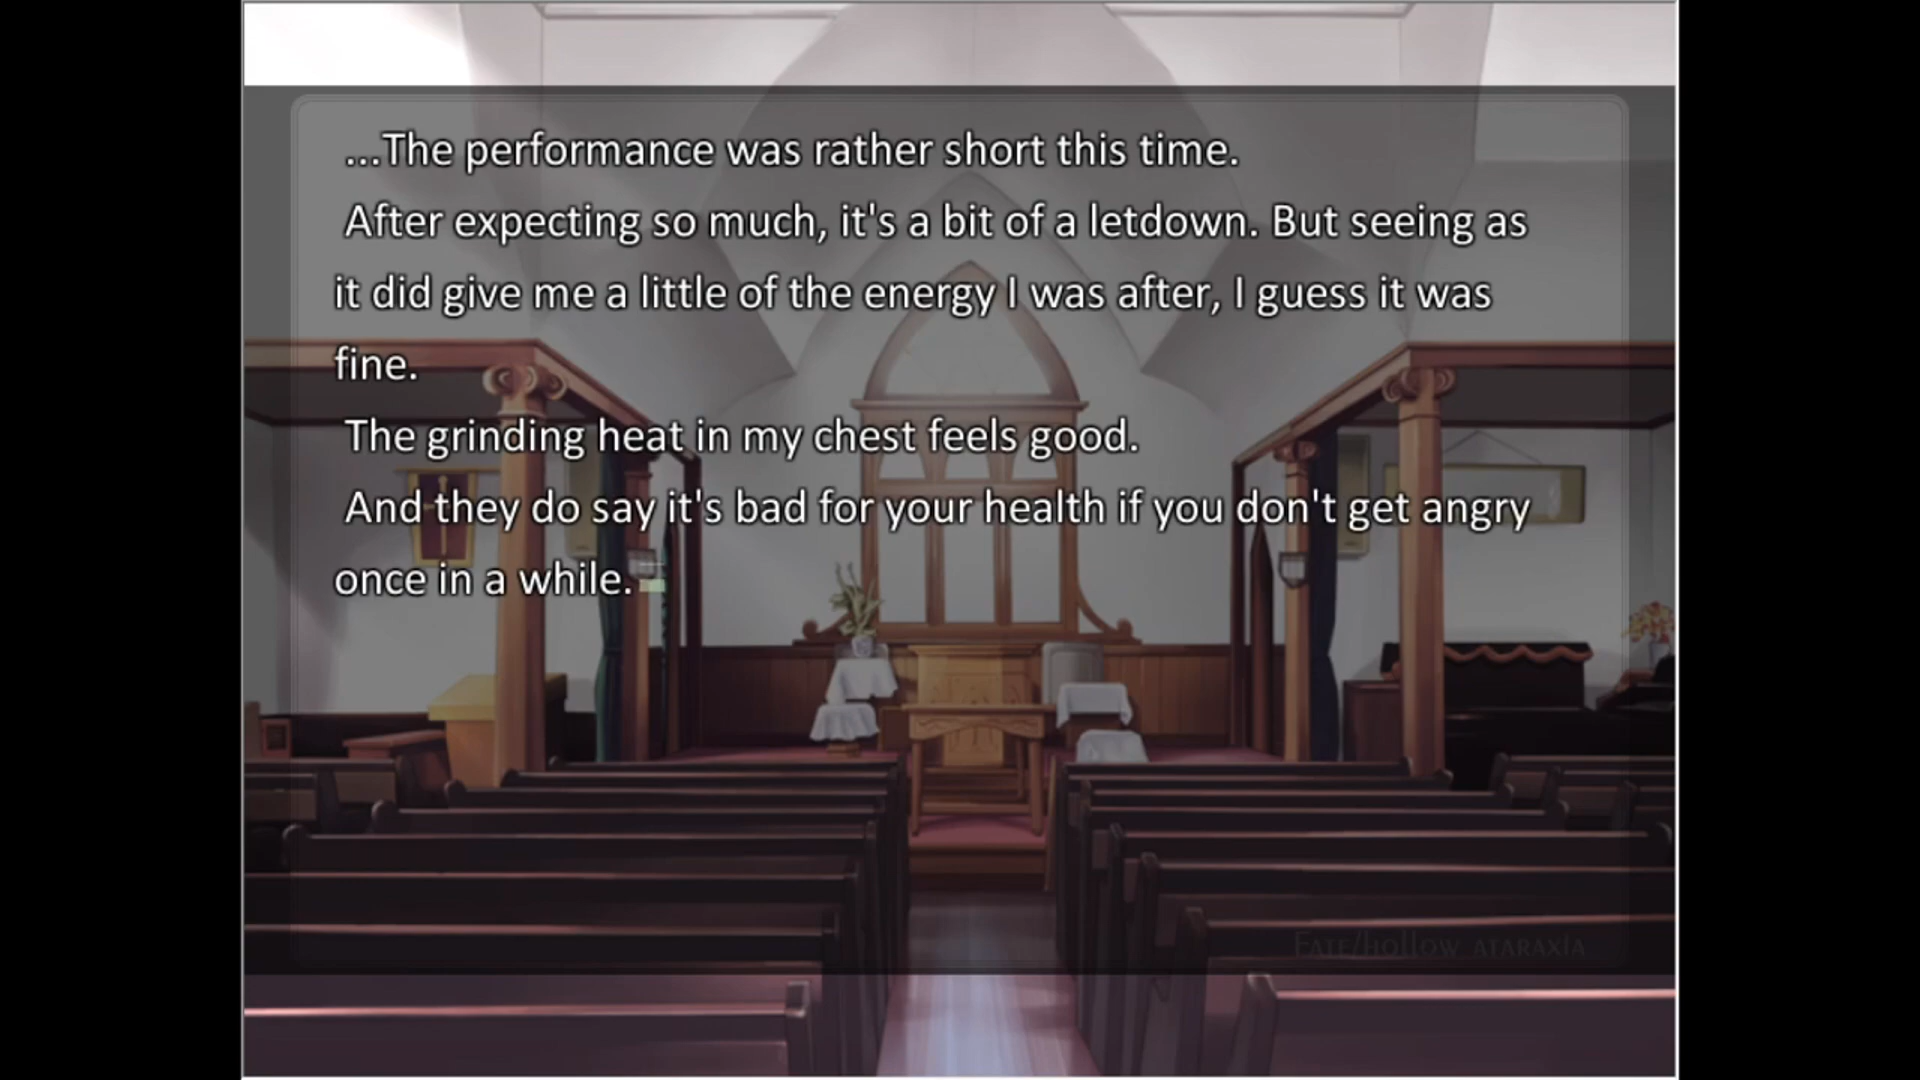 ...The performance was rather short this time.
After expecting so much, it's a bit of a letdown. But seeing as
it did give me a little of the energy I was after, I guess it was
fine.
The grinding heat in my chest feels good.
And they do say it's bad for your health if you don't get angry
once in a while.
Fate/hollow ataraxia